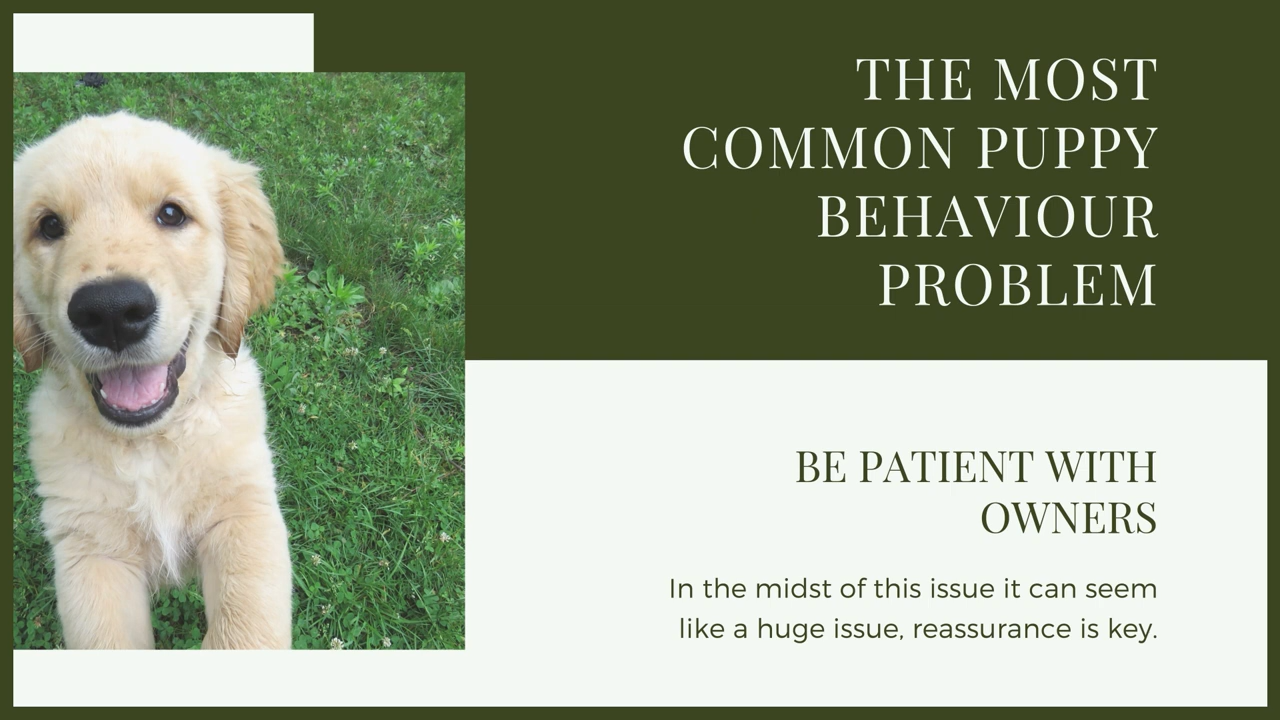 THE MOST
COMMON PUPPY
BEHAVIOUR
PROBLEM
BE PATIENT WITH
OWNERS
In the midst of this issue it can seem
like a huge issue, reassurance is key.